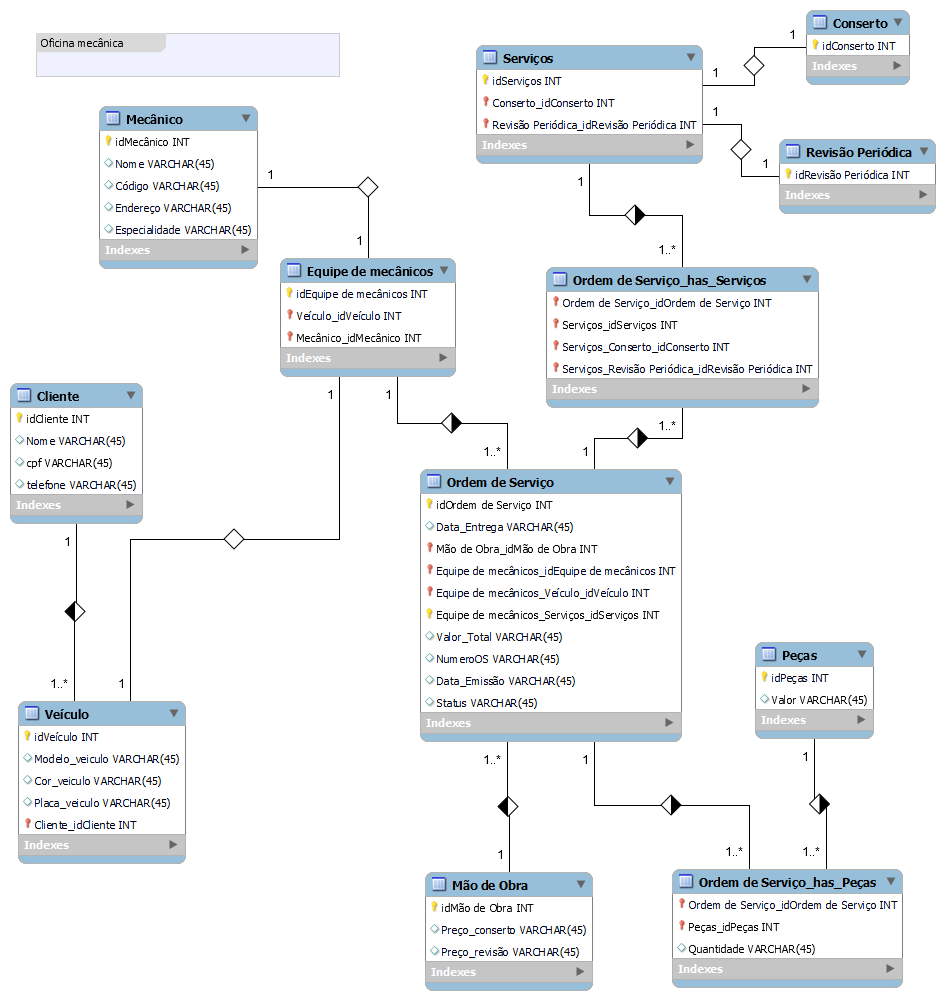 Oficina mecânica
Conserto
idConserto INT
Indexes
1
1
Serviços
idServiços INT
Conserto_idConserto INT
Revisão Periódica_idRevisão Periódica INT
Indexes
1
1
Revisão Periódica
idRevisão Periódica INT
Indexes
Mecânico
idMecânico INT
Nome VARCHAR(45)
Código VARCHAR(45)
Endereço VARCHAR(45)
Especialidade VARCHAR(45)
Indexes
1
1
1
1..*
Equipe de mecânicos
idEquipe de mecânicos INT
Veículo_idVeículo INT
Mecânico_idMecânico INT
Indexes
Ordem de Serviço_has_Serviços
Ordem de Serviço_idOrdem de Serviço INT
Serviços_idServiços INT
Serviços_Conserto_idConserto INT
Serviços_Revisão Periódica_idRevisão Periódica INT
Indexes
Cliente
idCliente INT
Nome VARCHAR(45)
cpf VARCHAR(45)
telefone VARCHAR(45)
Indexes
1
1
1..*
1
1..*
1
1..*
1
Ordem de Serviço
idOrdem de Serviço INT
Data_Entrega VARCHAR(45)
Mão de Obra_idMão de Obra INT
Equipe de mecânicos_idEquipe de mecânicos INT
Equipe de mecânicos_Veículo_idVeículo INT
Equipe de mecânicos_Serviços_idServiços INT
Valor_Total VARCHAR(45)
NumeroOS VARCHAR(45)
Data_Emissão VARCHAR(45)
Status VARCHAR(45)
Indexes
Peças
idPeças INT
Valor VARCHAR(45)
Indexes
Veículo
idVeículo INT
Modelo_veiculo VARCHAR(45)
Cor_veiculo VARCHAR(45)
Placa_veiculo VARCHAR(45)
Cliente_idCliente INT
Indexes
1..*
1
1
1
1..*
1..*
Mão de Obra
idMão de Obra INT
Preço_conserto VARCHAR(45)
Preço_revisão VARCHAR(45)
Indexes
Ordem de Serviço_has_Peças
Ordem de Serviço_idOrdem de Serviço INT
Peças_idPeças INT
Quantidade VARCHAR(45)
Indexes